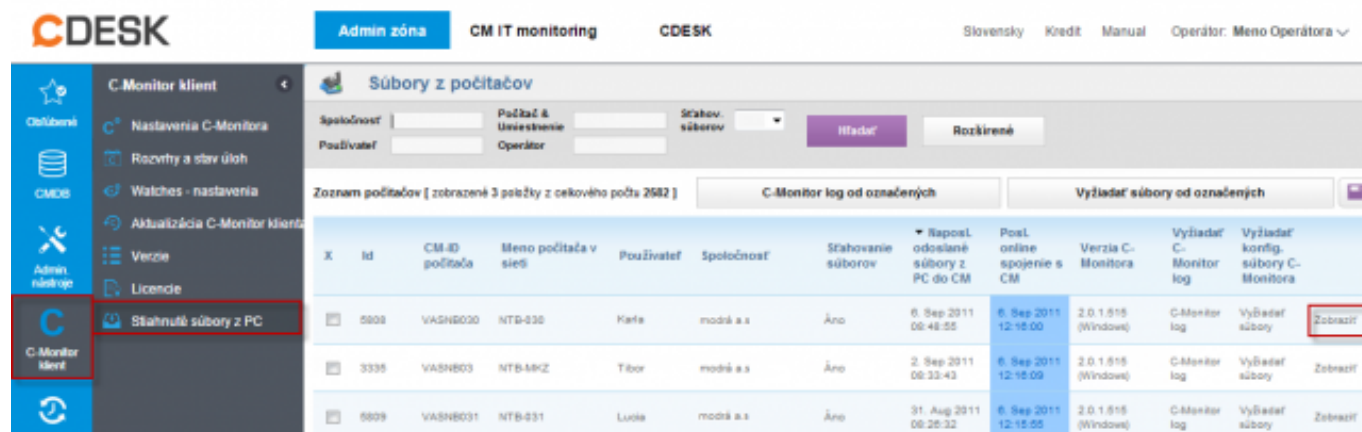 CDESK
Admin zóna CM IT monitoring CDESK Slovensky Kredit Manual Operátor: Meno Operátora
Obľúbené
CMDB
Admin. nástroje
C-Monitor klient
C-Monitor klient
Nastavenia C-Monitora
Rozvrhy a stav úloh
Watches - nastavenia
Aktualizácia C-Monitor klienta
Verzie
Licencie
Stiahnuté súbory z PC
Súbory z počítačov
Spoločnosť Počítač & Umiestnenie Sťahov. súborov Hľadať Rozšírené
Používateľ Operátor
Zoznam počítačov [ zobrazené 3 položky z celkového počtu 2682 ] C-Monitor log od označených Vyžiadať súbory od označených
X Id CM-ID počítača Meno počítača v sieti Používateľ Spoločnosť Sťahovanie súborov Naposl. odoslané súbory z PC do CM Posl. online spojenie s CM Verzia C-Monitora Vyžiadať C-Monitor log Vyžiadať konfig. súbory C-Monitora
5808 VASNB030 NTB-030 Karla modrá a.s Áno 6. Sep 2011 08:48:55 6. Sep 2011 12:16:00 2.0.1.515 (Windows) C-Monitor log Vyžiadať súbory Zobraziť
3335 VASNB03 NTB-MKZ Tibor modrá a.s Áno 2. Sep 2011 08:33:43 6. Sep 2011 12:16:09 2.0.1.515 (Windows) C-Monitor log Vyžiadať súbory Zobraziť
5809 VASNB031 NTB-031 Lucia modrá a.s Áno 31. Aug 2011 08:26:32 6. Sep 2011 12:15:55 2.0.1.515 (Windows) C-Monitor log Vyžiadať súbory Zobraziť